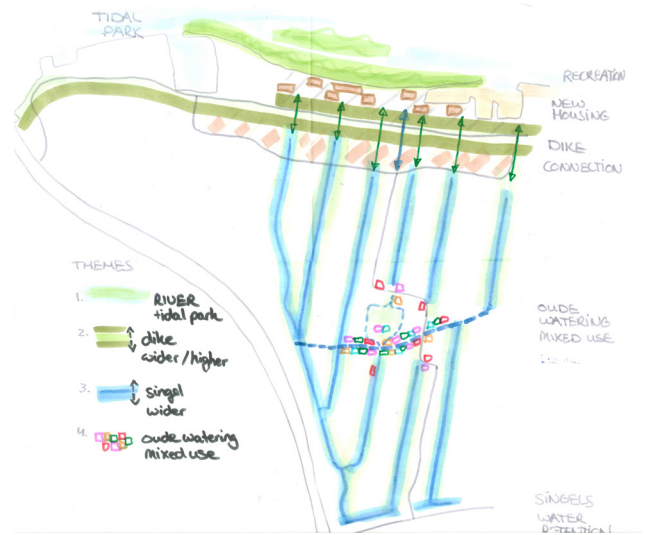 TIDAL
PARK
RECREATION
NEW
HOUSING
DIKE
CONNECTION
OUDE
WATERING
MIXED USE
SINGELS
WATER
RETENTION
THEMES
1. RIVER
tidal park
2. dike
wider/higher
3. singel
wider
4. oude watering
mixed use